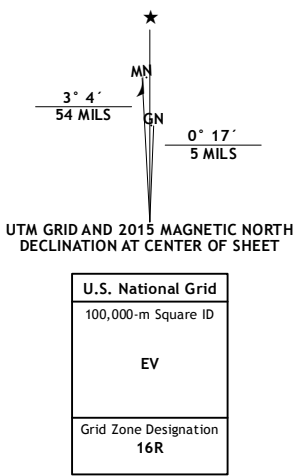 ★
MN
3° 4´
54 MILS
GN
0° 17´
5 MILS
UTM GRID AND 2015 MAGNETIC NORTH
DECLINATION AT CENTER OF SHEET
U.S. National Grid
100,000-m Square ID
EV
Grid Zone Designation
16R